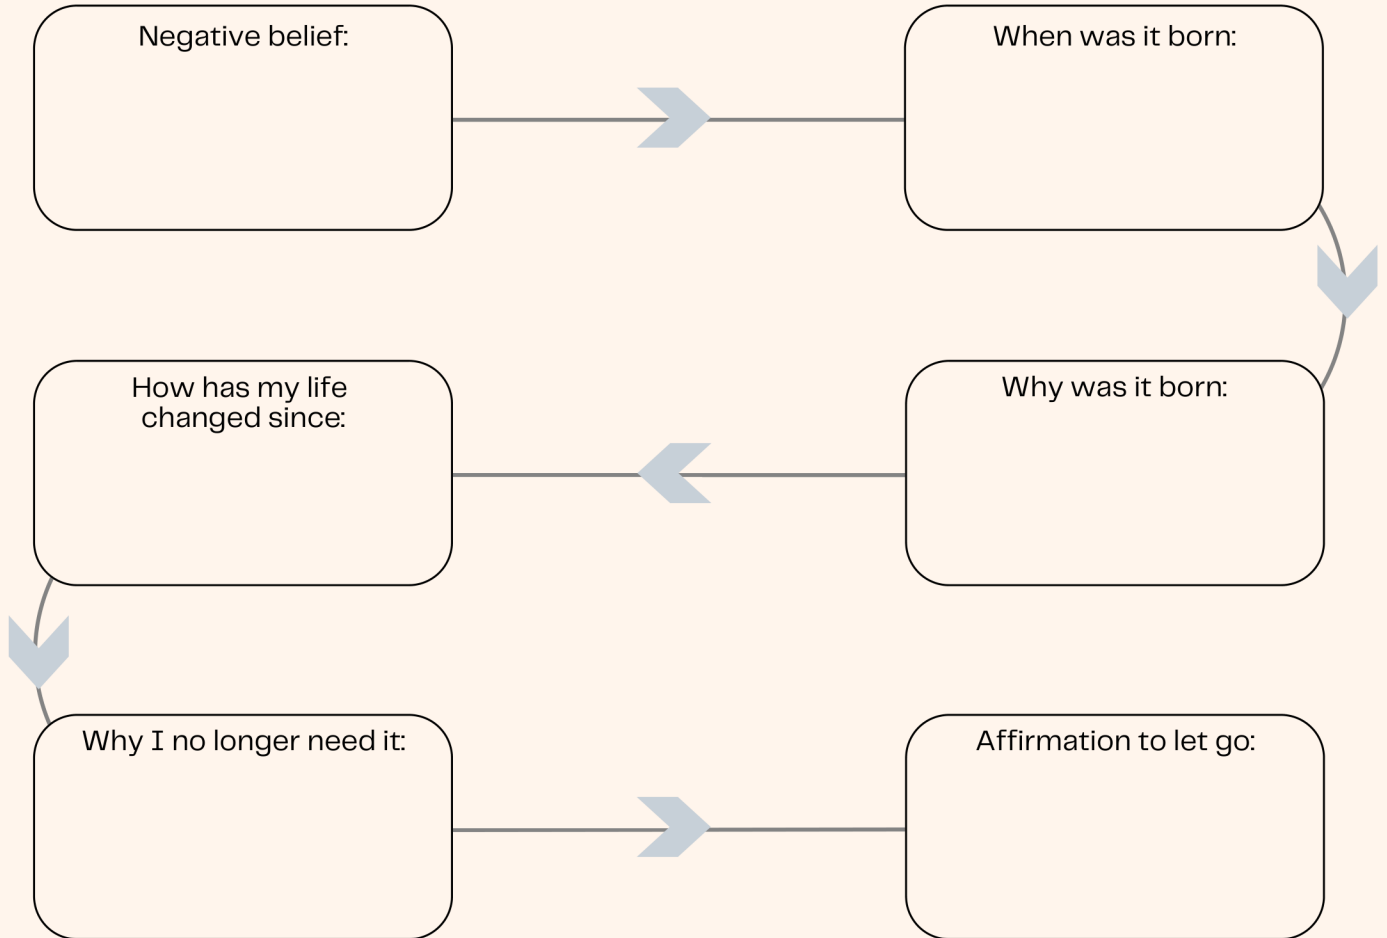 Negative belief:
When was it born:
Why was it born:
How has my life
changed since:
Why I no longer need it:
Affirmation to let go: